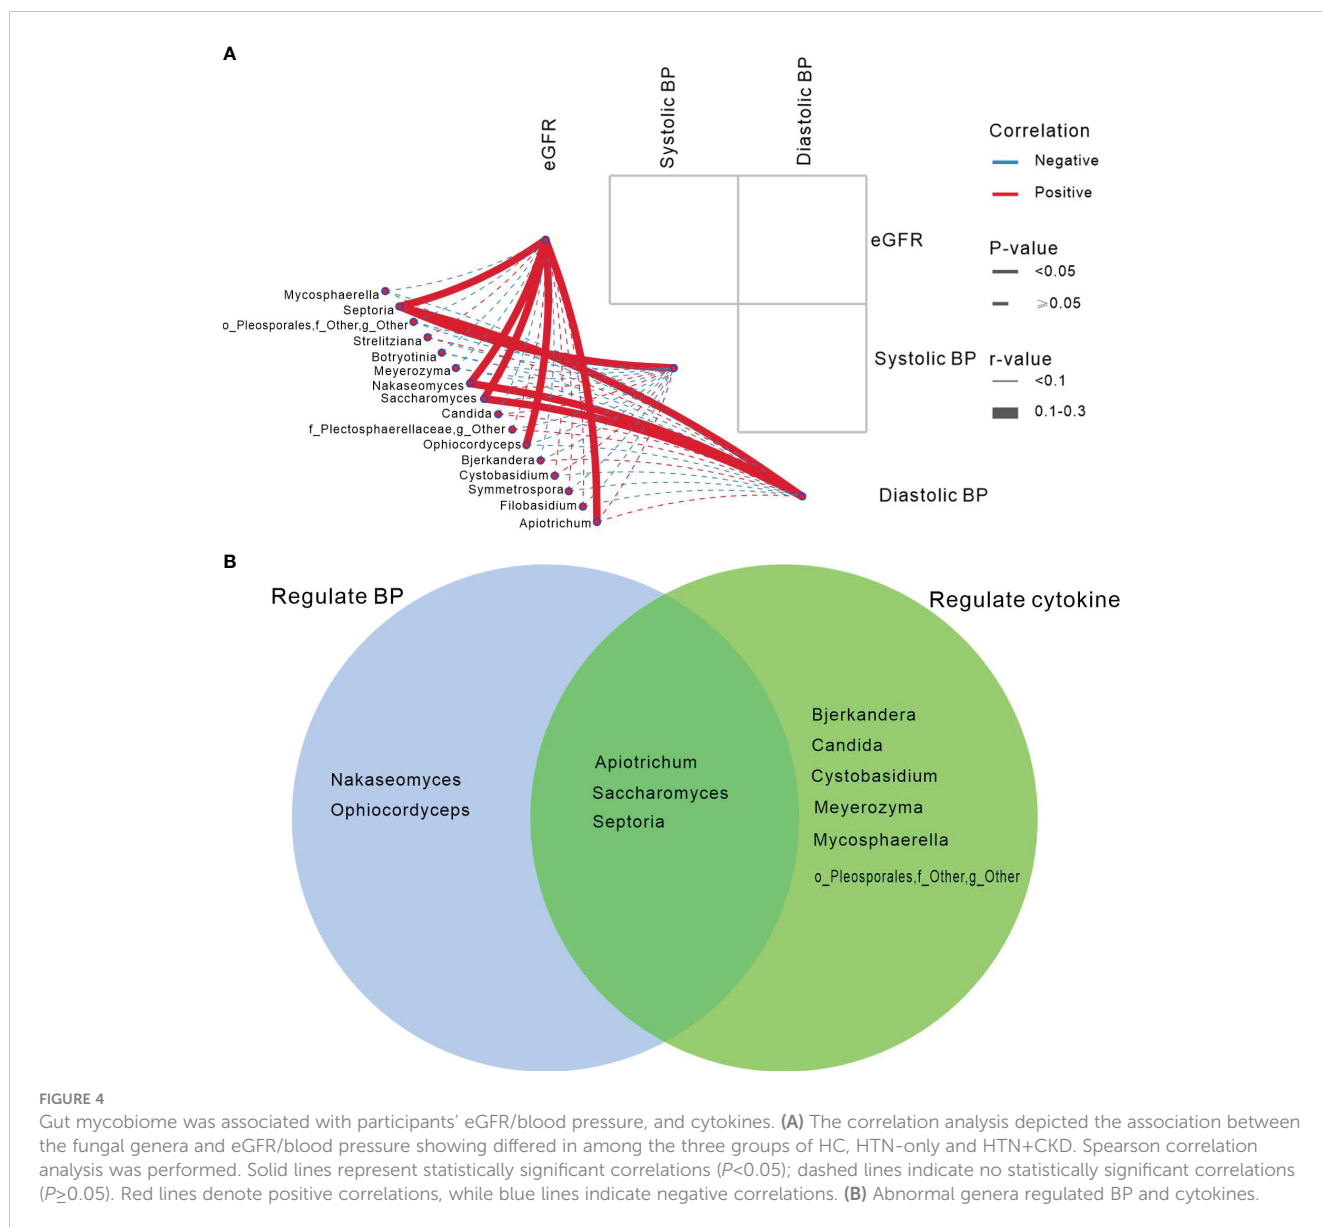 A
eGFR
Systolic BP
Diastolic BP
Correlation
Negative
Positive
P-value
<0.05
⩾0.05
r-value
<0.1
0.1-0.3
eGFR
Systolic BP
Diastolic BP
Mycosphaerella
Septoria
o_Pleosporales,f_Other,g_Other
Strelitziana
Botryotinia
Meyerozyma
Nakaseomyces
Saccharomyces
Candida
f_Plectosphaerellaceae,g_Other
Ophiocordyceps
Bjerkandera
Cystobasidium
Symmetrospora
Filobasidium
Apiotrichum
B
Regulate BP
Regulate cytokine
Nakaseomyces
Ophiocordyceps
Apiotrichum
Saccharomyces
Septoria
Bjerkandera
Candida
Cystobasidium
Meyerozyma
Mycosphaerella
o_Pleosporales,f_Other,g_Other
FIGURE 4
Gut mycobiome was associated with participants' eGFR/blood pressure, and cytokines. (A) The correlation analysis depicted the association between
the fungal genera and eGFR/blood pressure showing differed in among the three groups of HC, HTN-only and HTN+CKD. Spearson correlation
analysis was performed. Solid lines represent statistically significant correlations (P<0.05); dashed lines indicate no statistically significant correlations
(P≥0.05). Red lines denote positive correlations, while blue lines indicate negative correlations. (B) Abnormal genera regulated BP and cytokines.